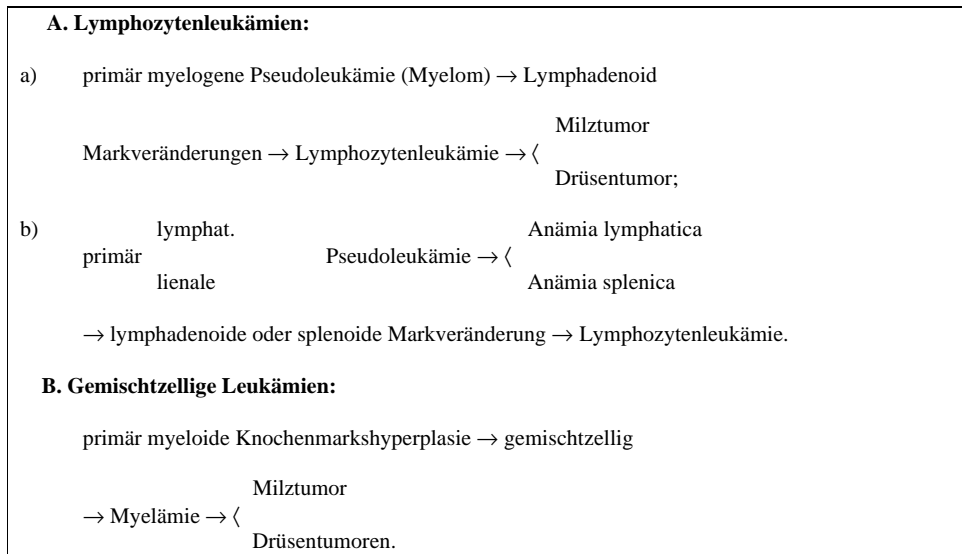 A. Lymphozytenleukämien:
a) primär myelogene Pseudoleukämie (Myelom) → Lymphadenoid
Milztumor
Markveränderungen → Lymphozytenleukämie → ⟨
Drüsentumor;
b) lymphat. Anämia lymphatica
primär Pseudoleukämie → ⟨
lienale Anämia splenica
→ lymphadenoide oder splenoide Markveränderung → Lymphozytenleukämie.
B. Gemischtzellige Leukämien:
primär myeloide Knochenmarkshyperplasie → gemischtzellig
Milztumor
→ Myelämie → ⟨
Drüsentumoren.